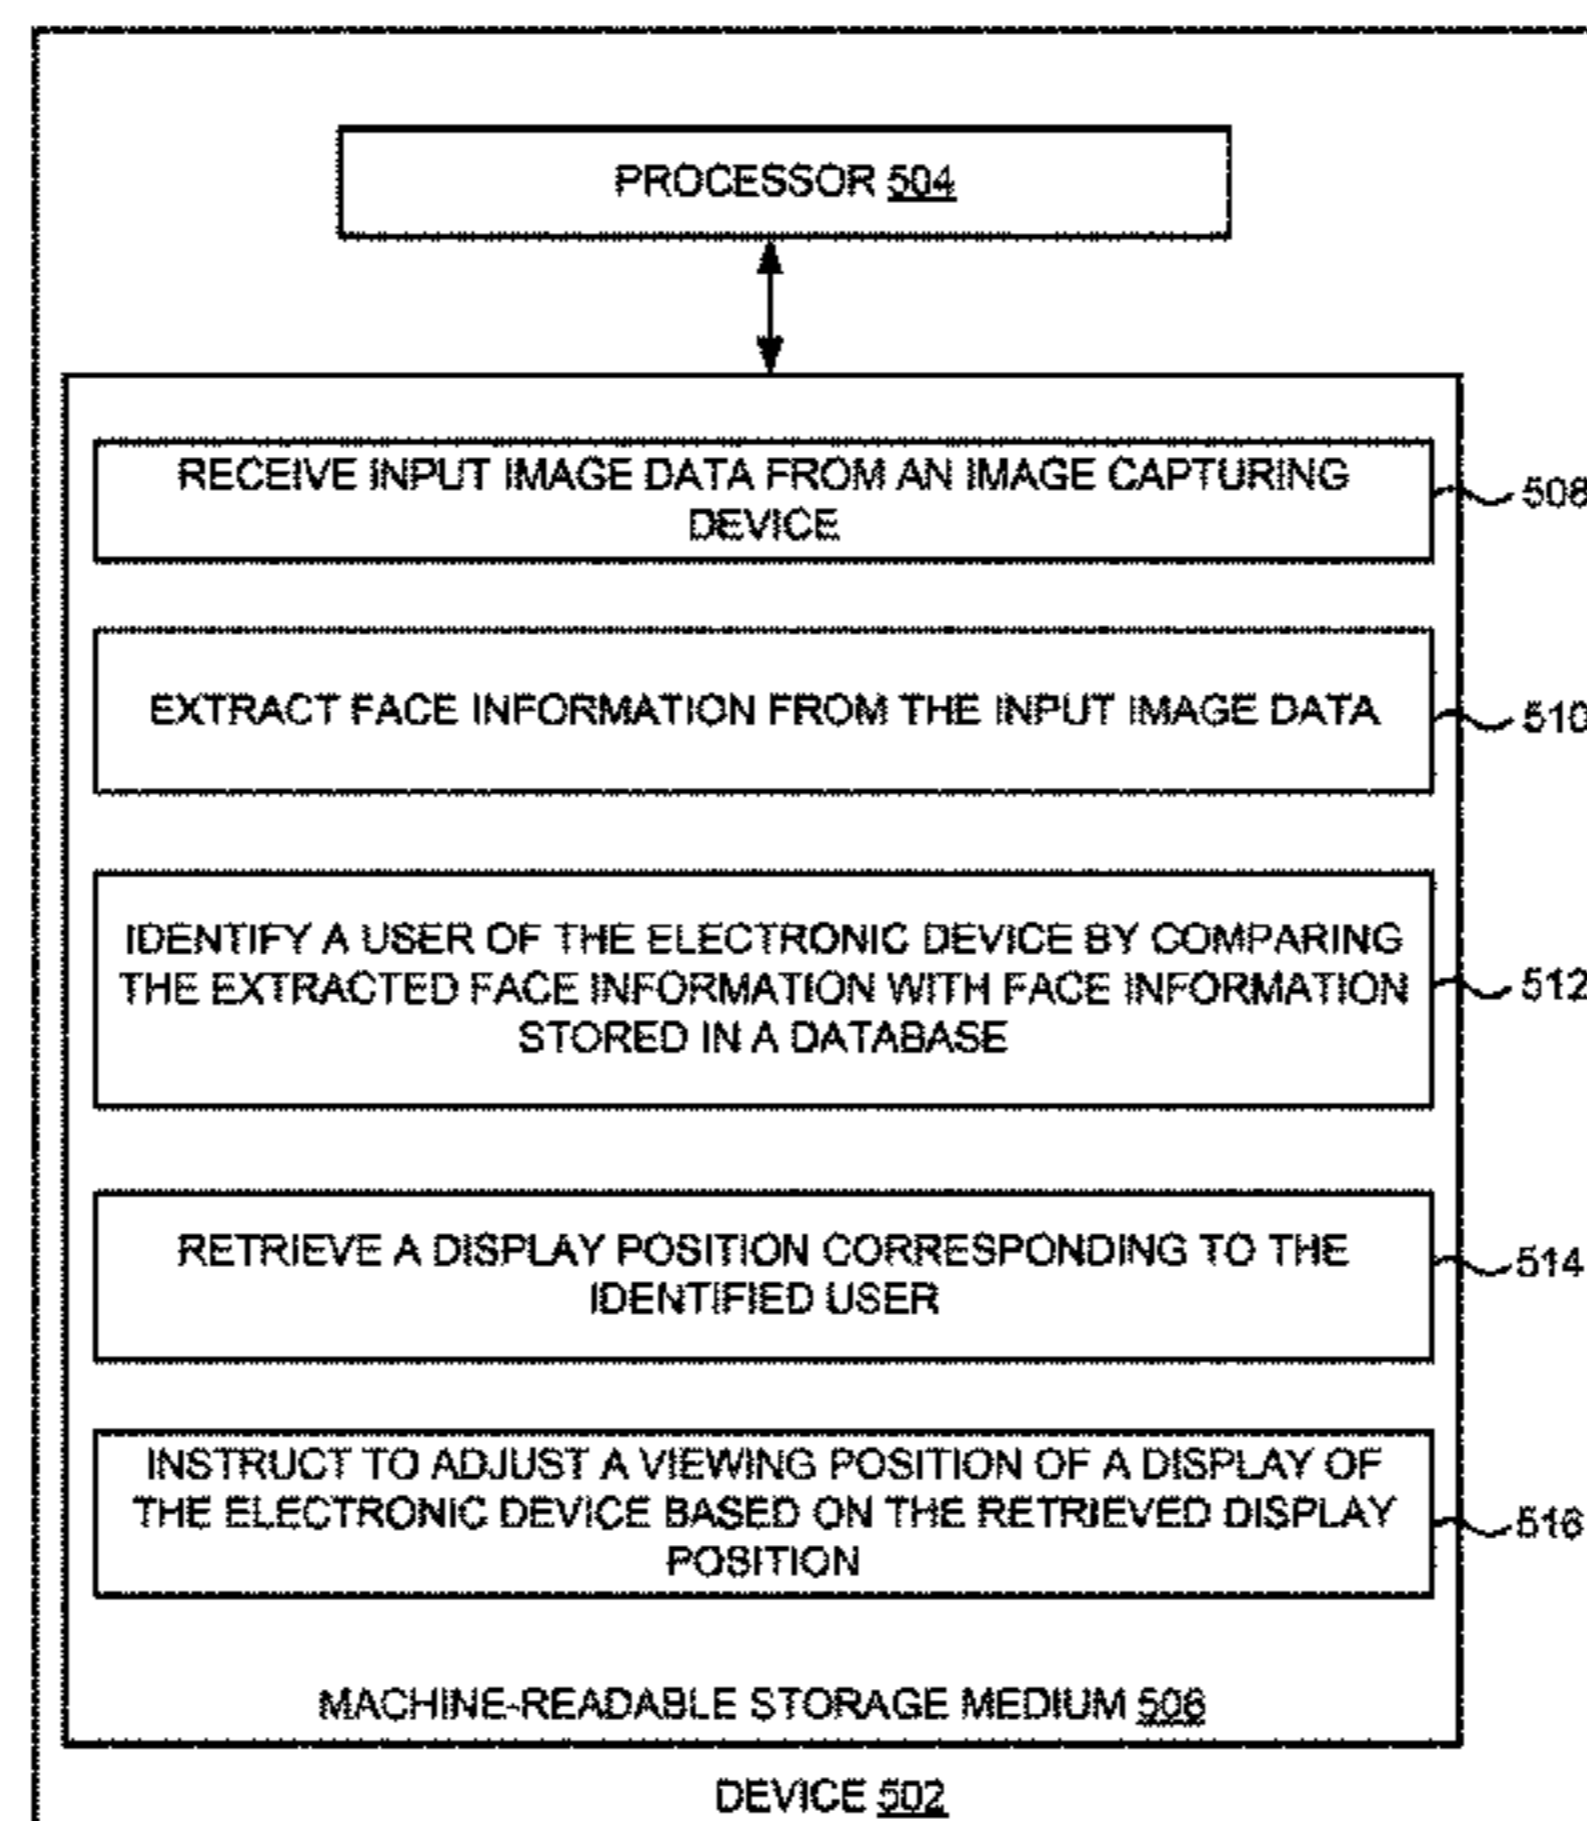 PROCESSOR 504
RECEIVE INPUT IMAGE DATA FROM AN IMAGE CAPTURING
DEVICE
508
EXTRACT FACE INFORMATION FROM THE INPUT IMAGE DATA
510
IDENTIFY A USER OF THE ELECTRONIC DEVICE BY COMPARING
THE EXTRACTED FACE INFORMATION WITH FACE INFORMATION
STORED IN A DATABASE
512
RETRIEVE A DISPLAY POSITION CORRESPONDING TO THE
IDENTIFIED USER
514
INSTRUCT TO ADJUST A VIEWING POSITION OF A DISPLAY OF
THE ELECTRONIC DEVICE BASED ON THE RETRIEVED DISPLAY
POSITION
516
MACHINE-READABLE STORAGE MEDIUM 506
DEVICE 502